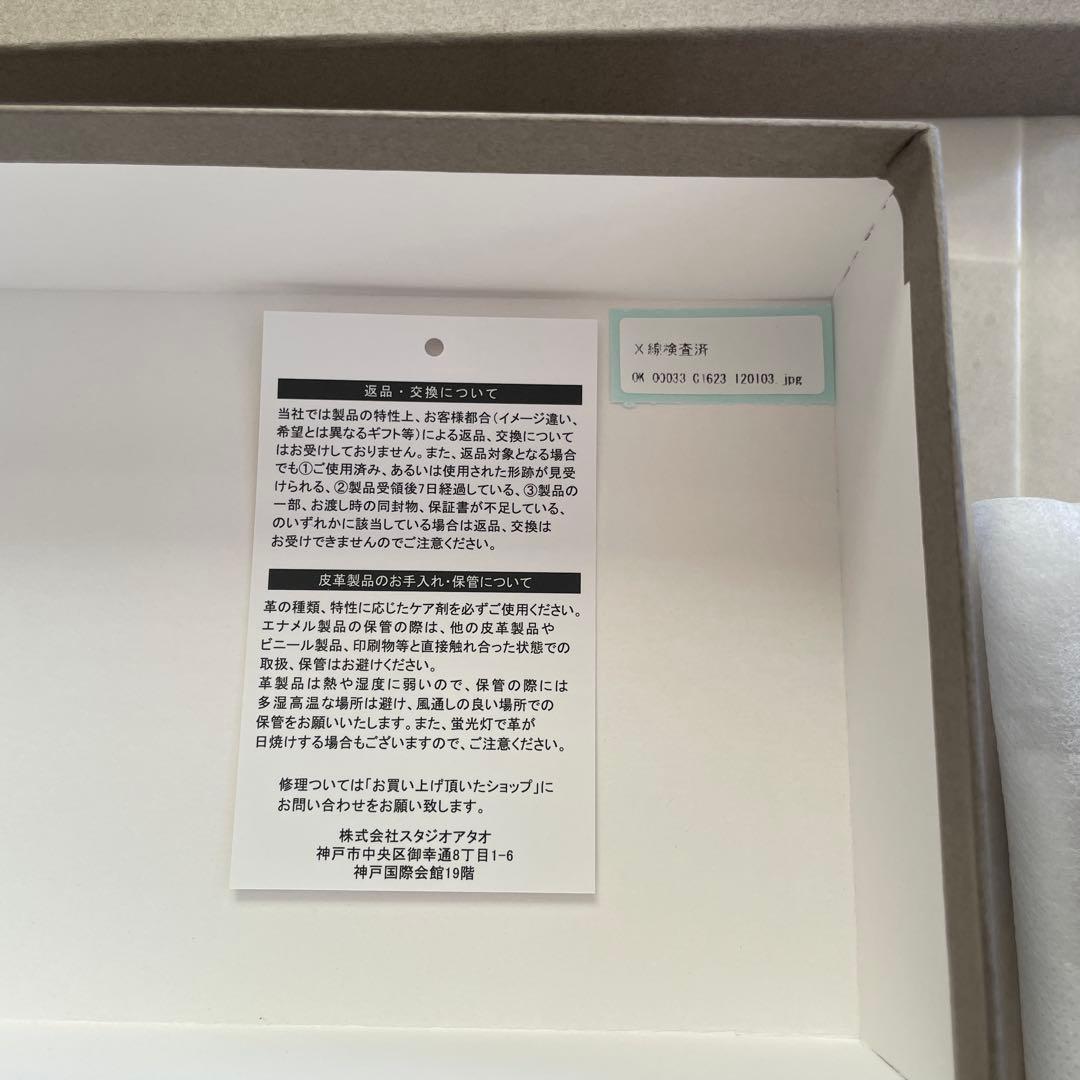 返品・交換について
当社では製品の特性上、お客様都合(イメージ違い、
希望とは異なるギフト等)による返品、交換について
はお受けしておりません。また、返品対象となる場合
でも①ご使用済み、あるいは使用された形跡が見受
けられる、②製品受領後7日経過している、③製品の
一部、お渡し時の同封物、保証書が不足している、
のいずれかに該当している場合は返品、交換は
お受けできませんのでご注意ください。
皮革製品のお手入れ・保管について
革の種類、特性に応じたケア剤を必ずご使用ください。
エナメル製品の保管の際は、他の皮革製品や
ビニール製品、印刷物等と直接触れ合った状態での
取扱、保管はお避けください。
革製品は熱や湿度に弱いので、保管の際には
多湿高温な場所は避け、風通しの良い場所での
保管をお願いいたします。また、蛍光灯で革が
日焼けする場合もございますので、ご注意ください。
修理ついては「お買い上げ頂いたショップ」に
お問い合わせをお願い致します。
株式会社スタジオアタオ
神戸市中央区御幸通8丁目1-6
神戸国際会館19階
X線検査済
OK 00033 C1623 120103.jpg